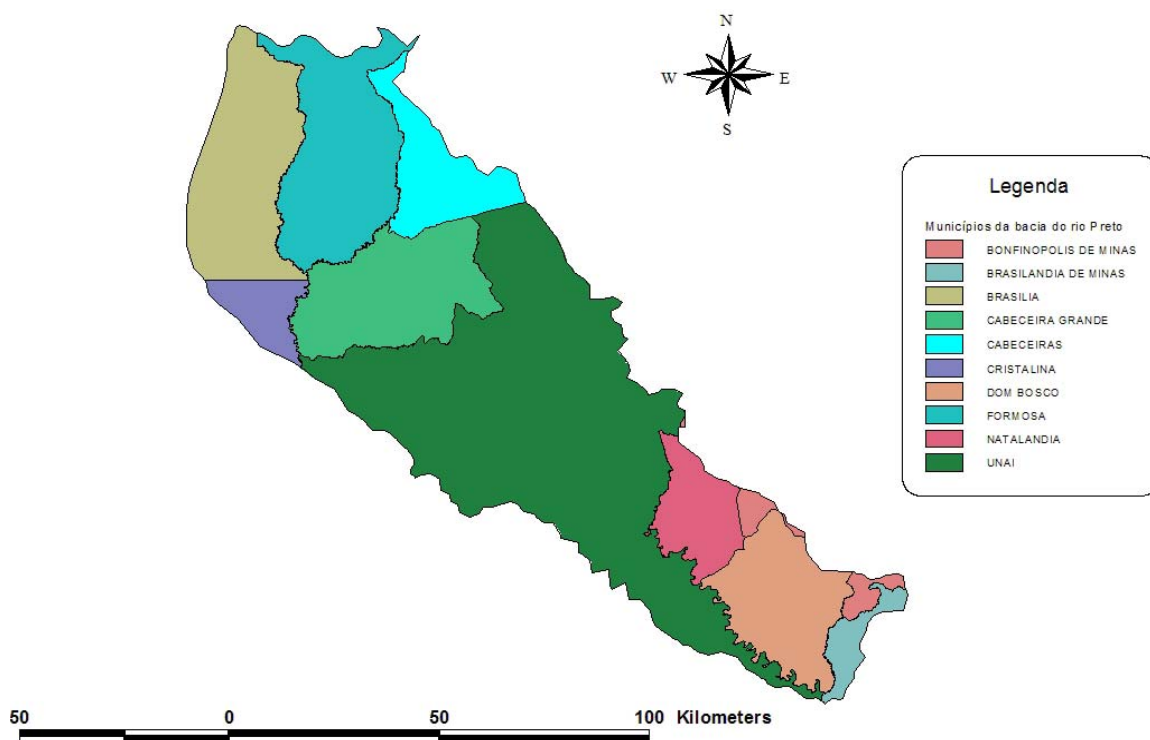 N
W E
S
Legenda
Municípios da bacia do rio Preto
BONFINOPOLIS DE MINAS
BRASILANDIA DE MINAS
BRASILIA
CABECEIRA GRANDE
CABECEIRAS
CRISTALINA
DOM BOSCO
FORMOSA
NATALANDIA
UNAI
50 0 50 100 Kilometers